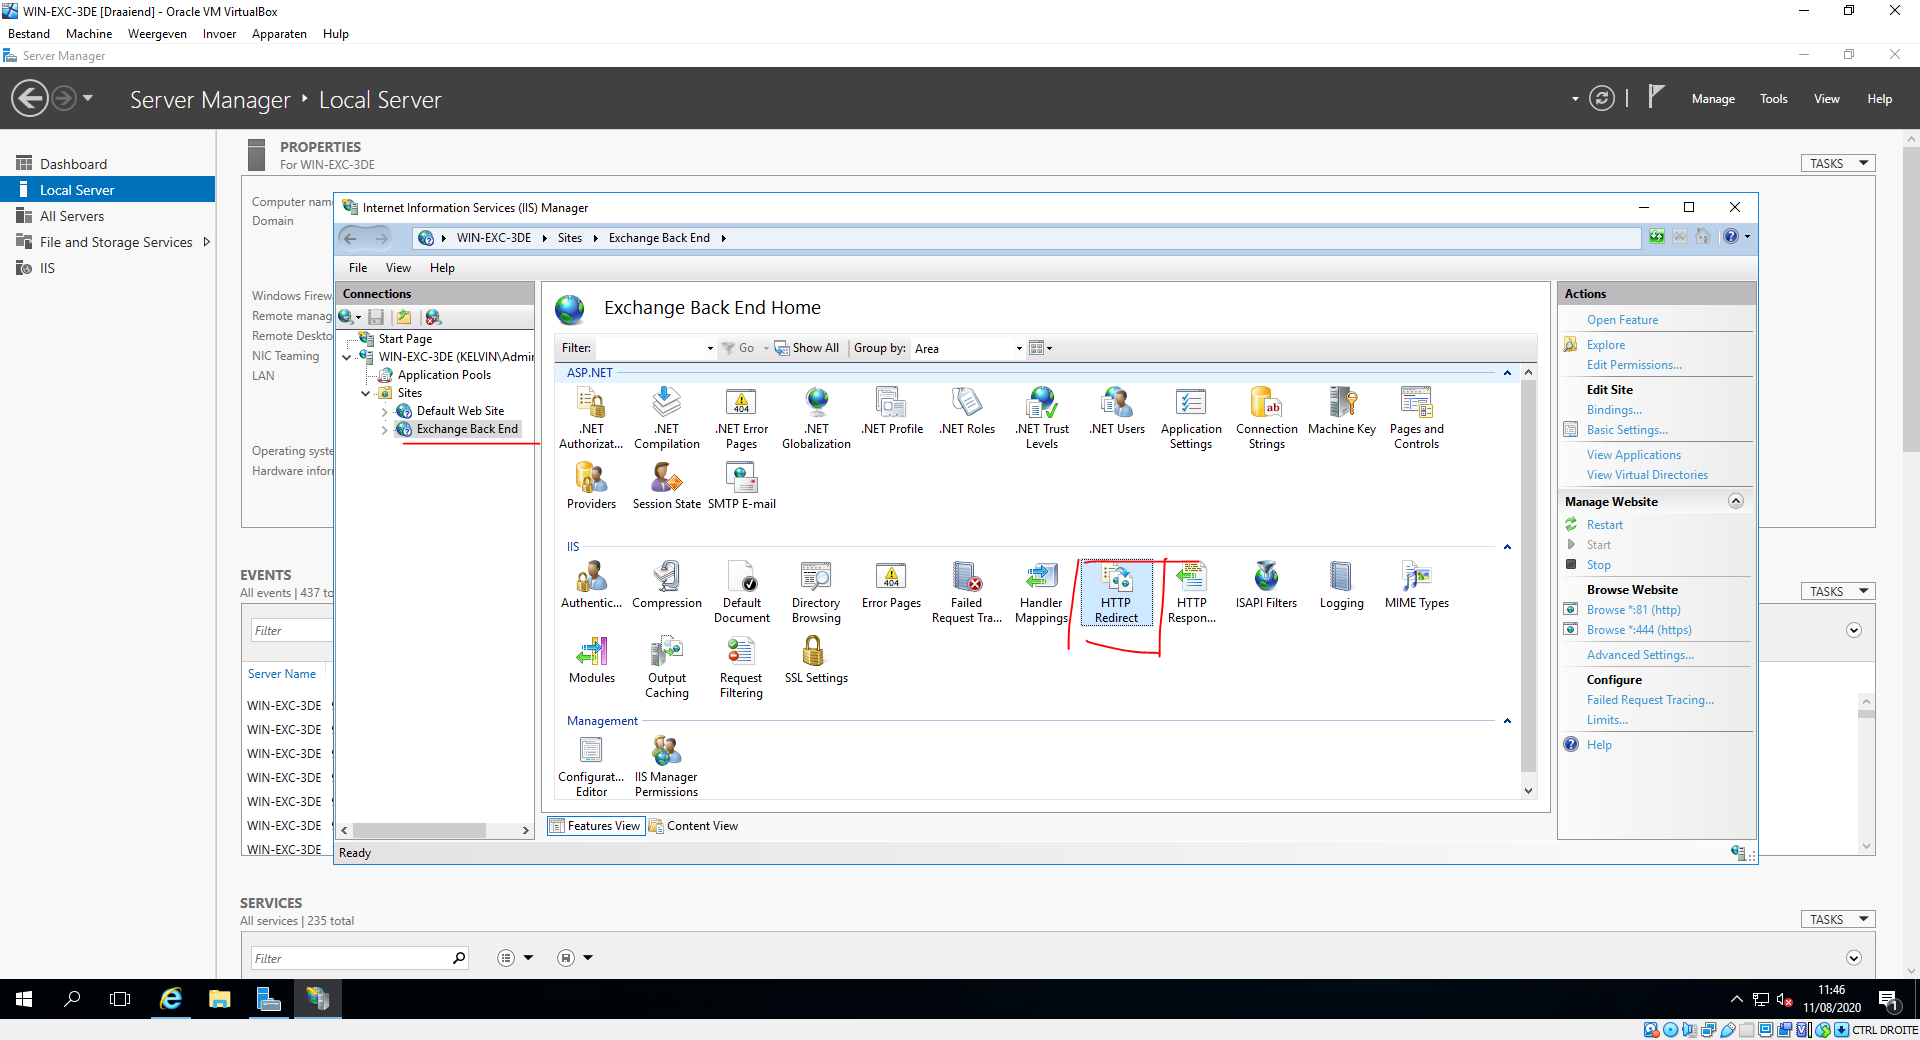 WIN-EXC-3DE [Draaiend] - Oracle VM VirtualBox
Bestand Machine Weergeven Invoer Apparaten Hulp
Server Manager
Server Manager ‣ Local Server
Manage Tools View Help
Dashboard
Local Server
All Servers
File and Storage Services
IIS
PROPERTIES
For WIN-EXC-3DE
TASKS
Computer name
Domain
Windows Firew
Remote manag
Remote Deskto
NIC Teaming
LAN
Operating syste
Hardware inform
Internet Information Services (IIS) Manager
WIN-EXC-3DE Sites Exchange Back End
File View Help
Connections
Start Page
WIN-EXC-3DE (KELVIN\Admir
Application Pools
Sites
Default Web Site
Exchange Back End
Exchange Back End Home
Filter: Go Show All Group by: Area
ASP.NET
.NET Authorizat...
.NET Compilation
.NET Error Pages
.NET Globalization
.NET Profile
.NET Roles
.NET Trust Levels
.NET Users
Application Settings
Connection Strings
Machine Key
Pages and Controls
Providers
Session State
SMTP E-mail
IIS
Authentic...
Compression
Default Document
Directory Browsing
Error Pages
Failed Request Tra...
Handler Mappings
HTTP Redirect
HTTP Respon...
ISAPI Filters
Logging
MIME Types
Modules
Output Caching
Request Filtering
SSL Settings
Management
Configurat... Editor
IIS Manager Permissions
Features View Content View
Ready
Actions
Open Feature
Explore
Edit Permissions...
Edit Site
Bindings...
Basic Settings...
View Applications
View Virtual Directories
Manage Website
Restart
Start
Stop
Browse Website
Browse *:81 (http)
Browse *:444 (https)
Advanced Settings...
Configure
Failed Request Tracing...
Limits...
Help
EVENTS
All events | 437 to
TASKS
Filter
Server Name
WIN-EXC-3DE
WIN-EXC-3DE
WIN-EXC-3DE
WIN-EXC-3DE
WIN-EXC-3DE
WIN-EXC-3DE
WIN-EXC-3DE
SERVICES
All services | 235 total
TASKS
Filter
11:46
11/08/2020
1
CTRL DROITE